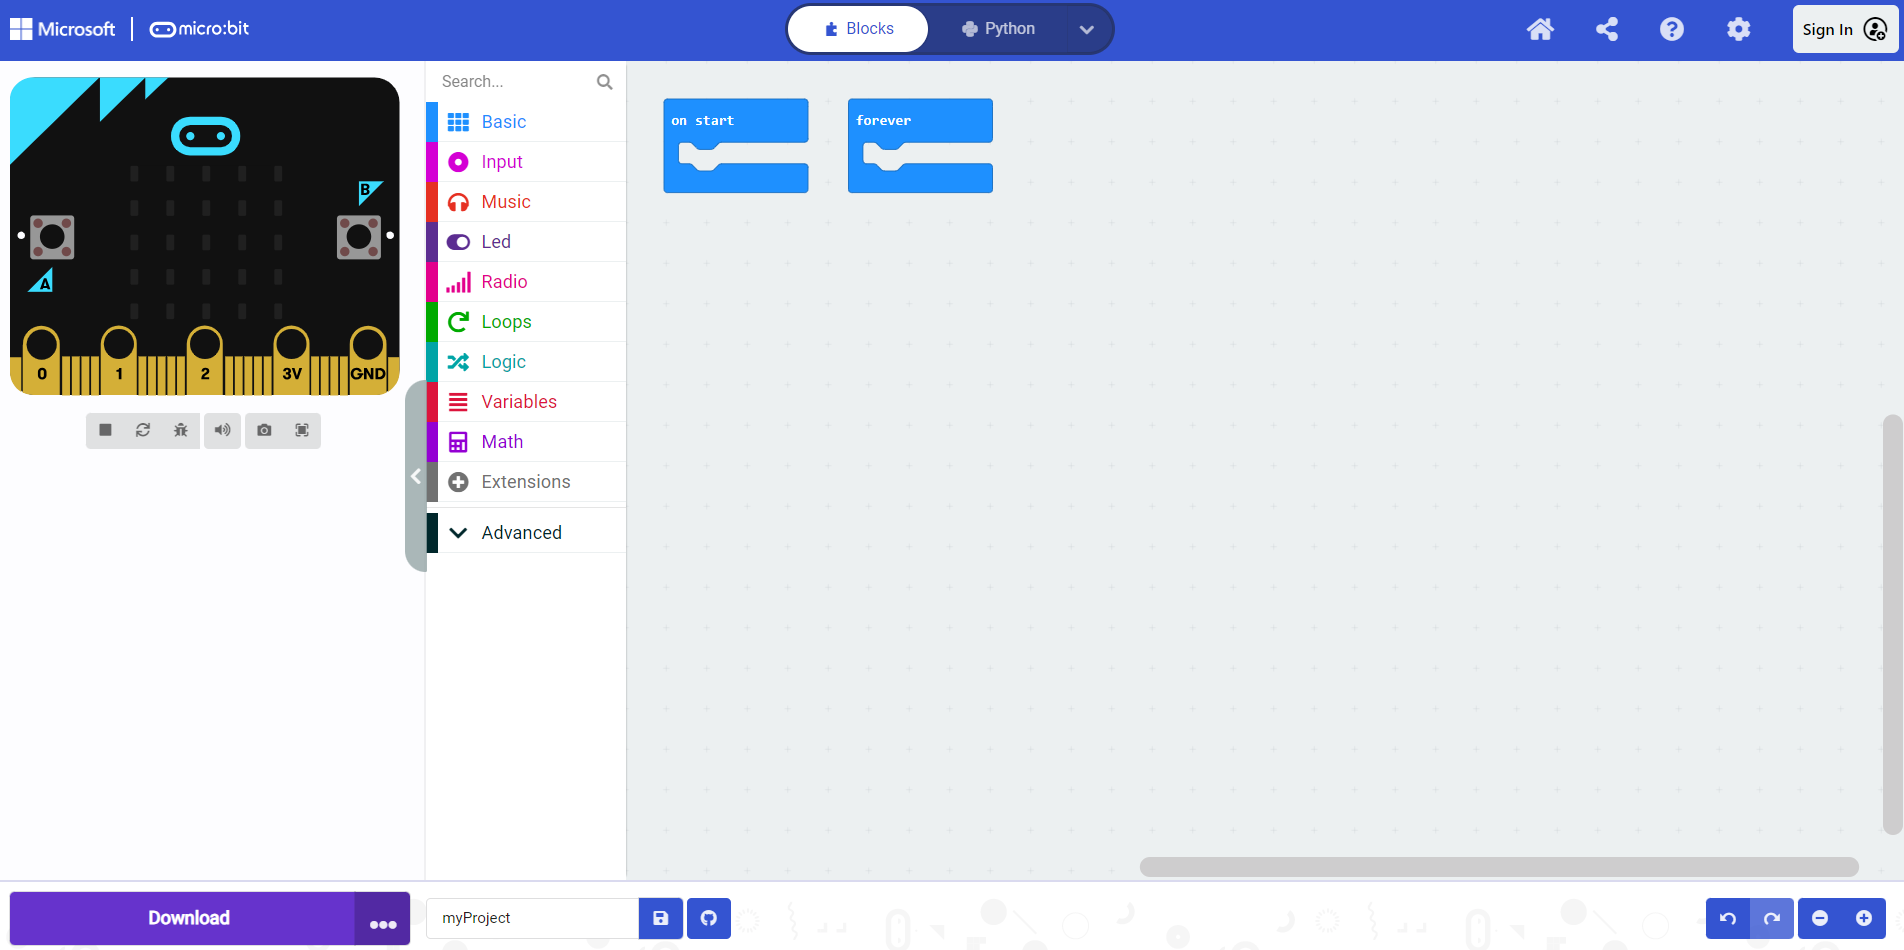 Microsoft
micro:bit
Blocks
Python
Sign In
B
A
0 1 2 3V GND
Search...
Basic
Input
Music
Led
Radio
Loops
Logic
Variables
Math
Extensions
Advanced
on start
forever
Download
myProject